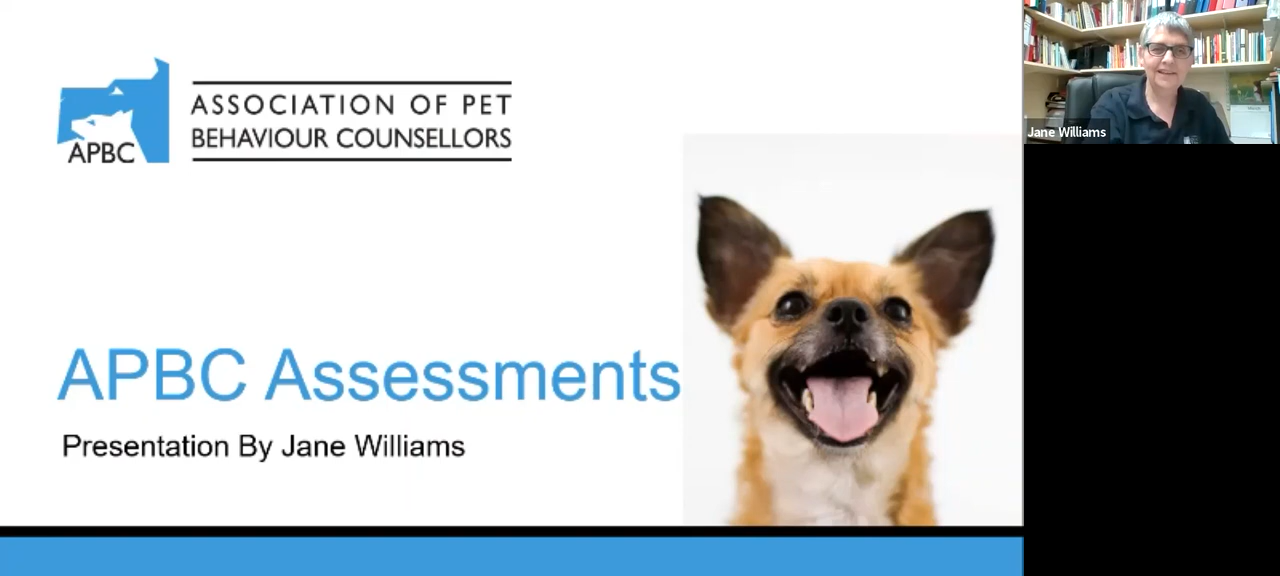 ASSOCIATION OF PET
BEHAVIOUR COUNSELLORS
APBC
APBC Assessments
Presentation By Jane Williams
Jane Williams